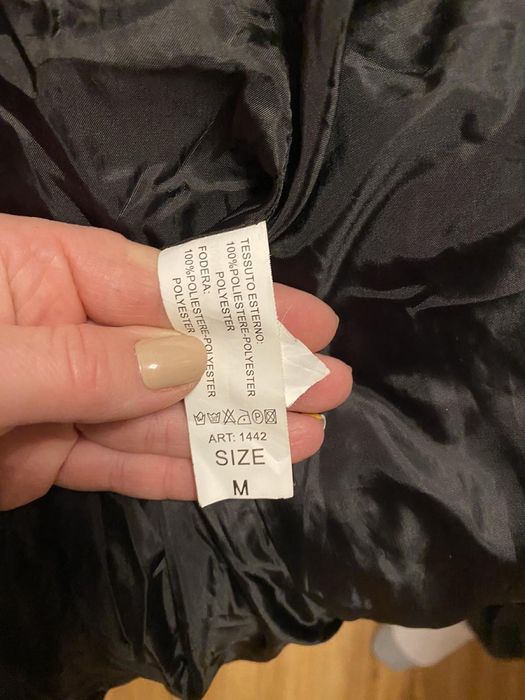 TESSUTO ESTERNO:
100%POLIESTERE-POLYESTER
POLYESTER
FODERA:
100%POLIESTERE-POLYESTER
POLYESTER
ART: 1442
SIZE
M